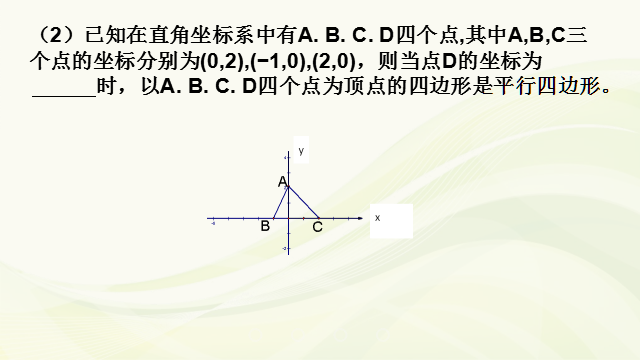 （2）已知在直角坐标系中有A. B. C. D四个点,其中A,B,C三
个点的坐标分别为(0,2),(−1,0),(2,0)，则当点D的坐标为
______时，以A. B. C. D四个点为顶点的四边形是平行四边形。
y
A
B
C
x